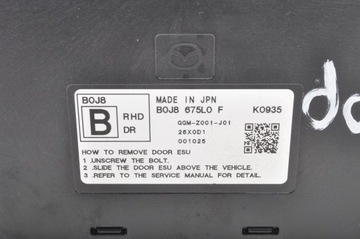 B0J8
B
RHD
DR
MADE IN JPN
B0J8 675L0 F
K0935
GGM-Z001-J01
26X0D1
001025
HOW TO REMOVE DOOR ESU
1.UNSCREW THE BOLT.
2.SLIDE THE DOOR ESU ABOVE THE VEHICLE.
3.REFER TO THE SERVICE MANUAL FOR DETAIL.